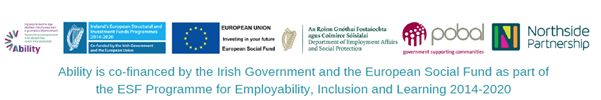 Ability
Ireland's European Structural and
Investment Funds Programmes
2014-2020
Co-funded by the Irish Government
and the European Union
EUROPEAN UNION
Investing in your future
European Social Fund
An Roinn Gnóthaí Fostaíochta
agus Coimirce Sóisialaí
Department of Employment Affairs
and Social Protection
pobal
government supporting communities
Northside
Partnership
Ability is co-financed by the Irish Government and the European Social Fund as part of
the ESF Programme for Employability, Inclusion and Learning 2014-2020